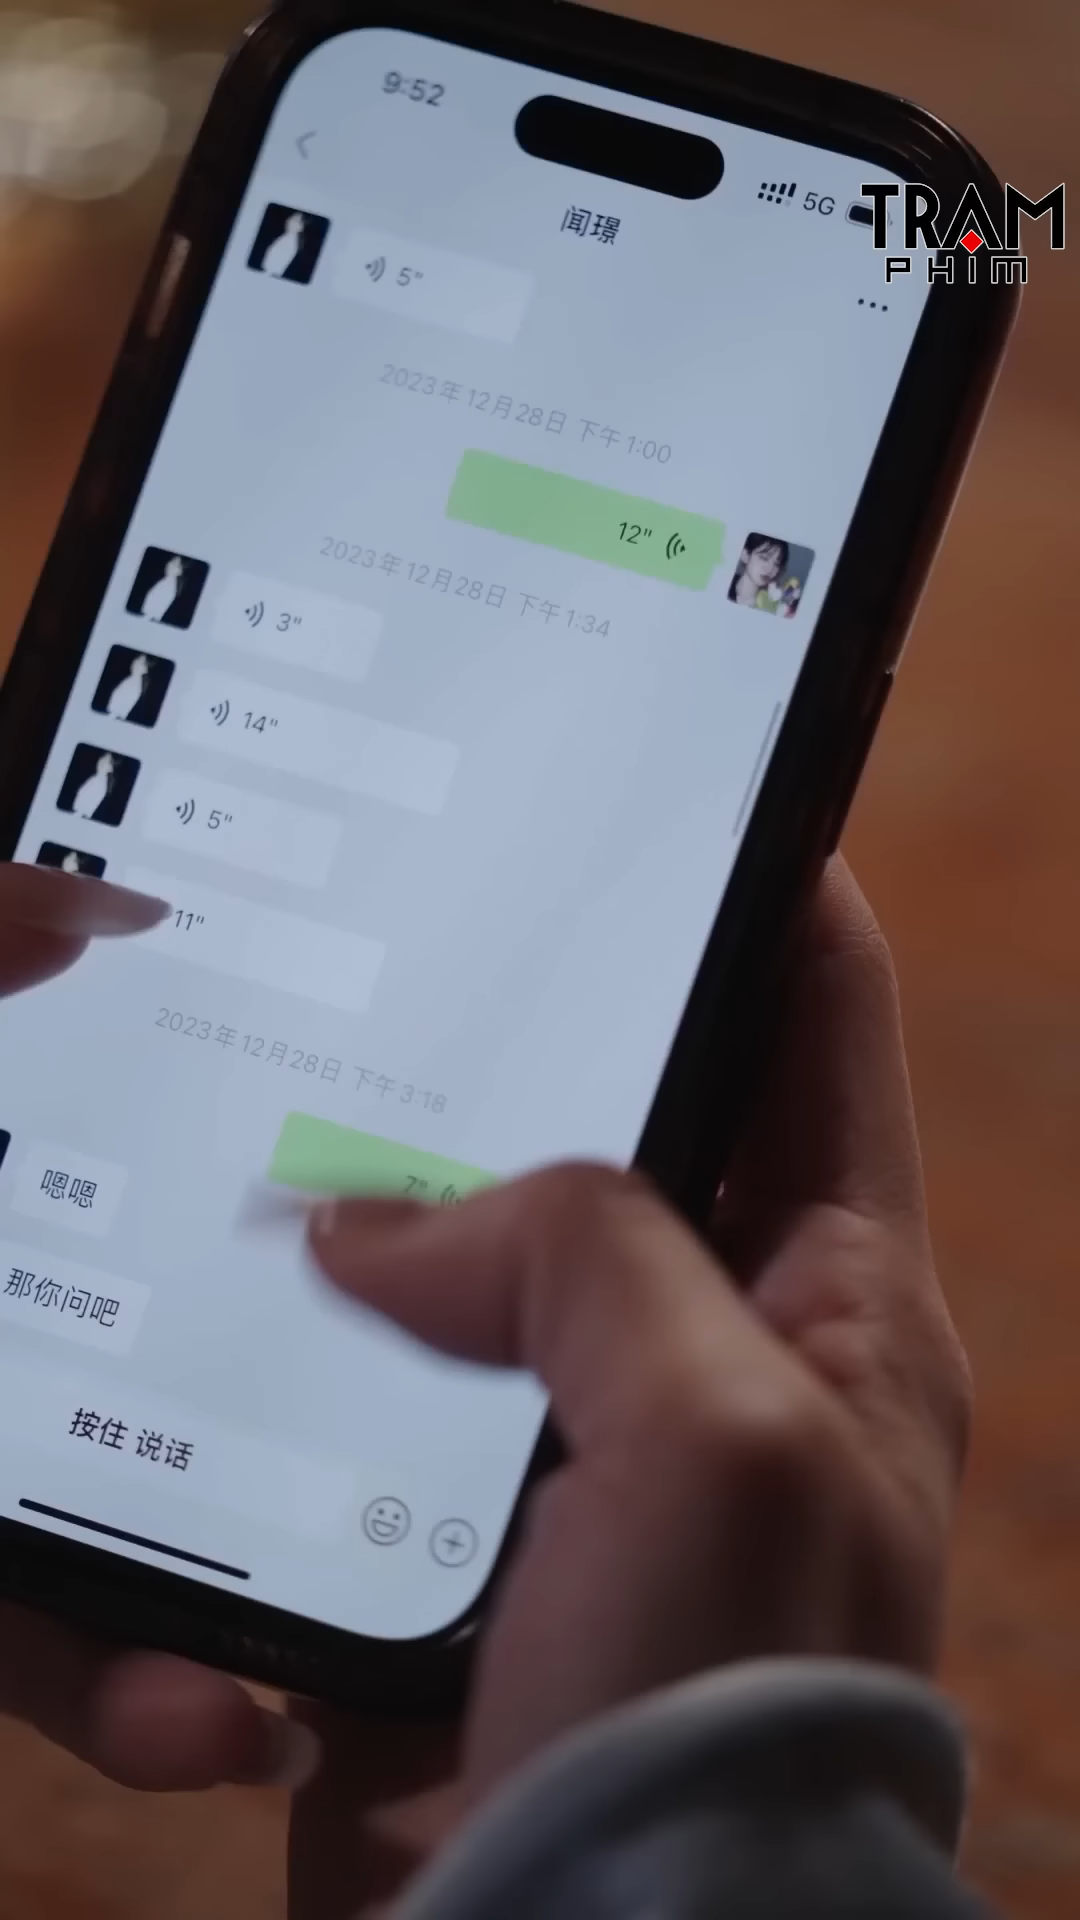 9:52
5G
TRAM
PHIM
闻璟
5"
2023年12月28日 下午1:00
12"
2023年12月28日 下午1:34
3"
14"
5"
11"
2023年12月28日 下午3:18
7"
嗯嗯
那你问吧
按住 说话